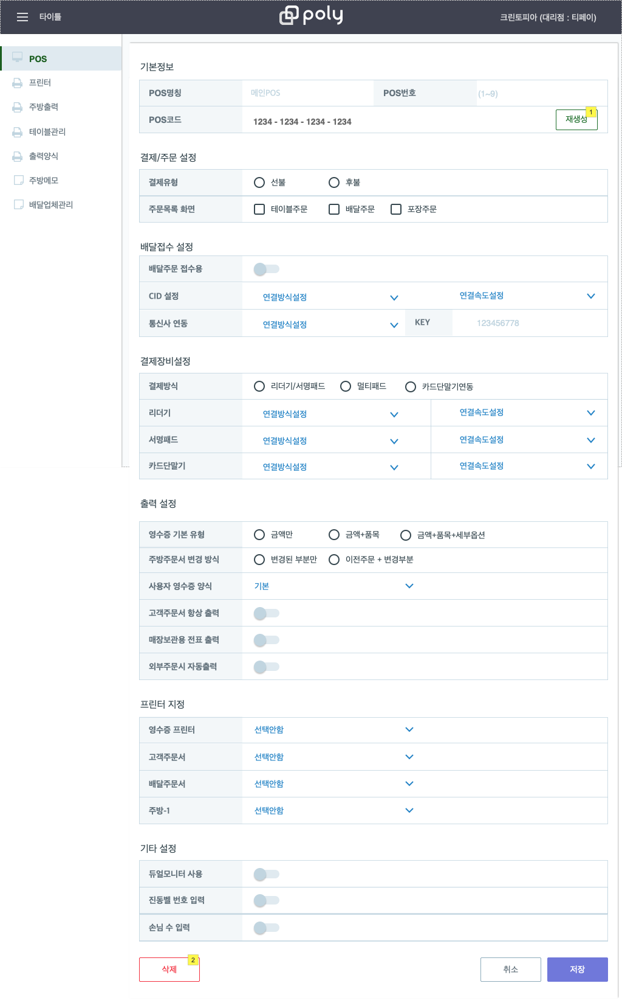 타이틀
poly
크린토피아 (대리점 : 티페이)
POS
프린터
주방출력
테이블관리
출력양식
주방메모
배달업체관리
기본정보
POS명칭 메인POS POS번호 (1~9)
POS코드 1234 - 1234 - 1234 - 1234 재생성 1
결제/주문 설정
결제유형 선불 후불
주문목록 화면 테이블주문 배달주문 포장주문
배달접수 설정
배달주문 접수용
CID 설정 연결방식설정 연결속도설정
통신사 연동 연결방식설정 KEY 123456778
결제장비설정
결제방식 리더기/서명패드 멀티패드 카드단말기연동
리더기 연결방식설정 연결속도설정
서명패드 연결방식설정 연결속도설정
카드단말기 연결방식설정 연결속도설정
출력 설정
영수증 기본 유형 금액만 금액+품목 금액+품목+세부옵션
주방주문서 변경 방식 변경된 부분만 이전주문 + 변경부분
사용자 영수증 양식 기본
고객주문서 항상 출력
매장보관용 전표 출력
외부주문시 자동출력
프린터 지정
영수증 프린터 선택안함
고객주문서 선택안함
배달주문서 선택안함
주방-1 선택안함
기타 설정
듀얼모니터 사용
진동벨 번호 입력
손님 수 입력
삭제 2 취소 저장